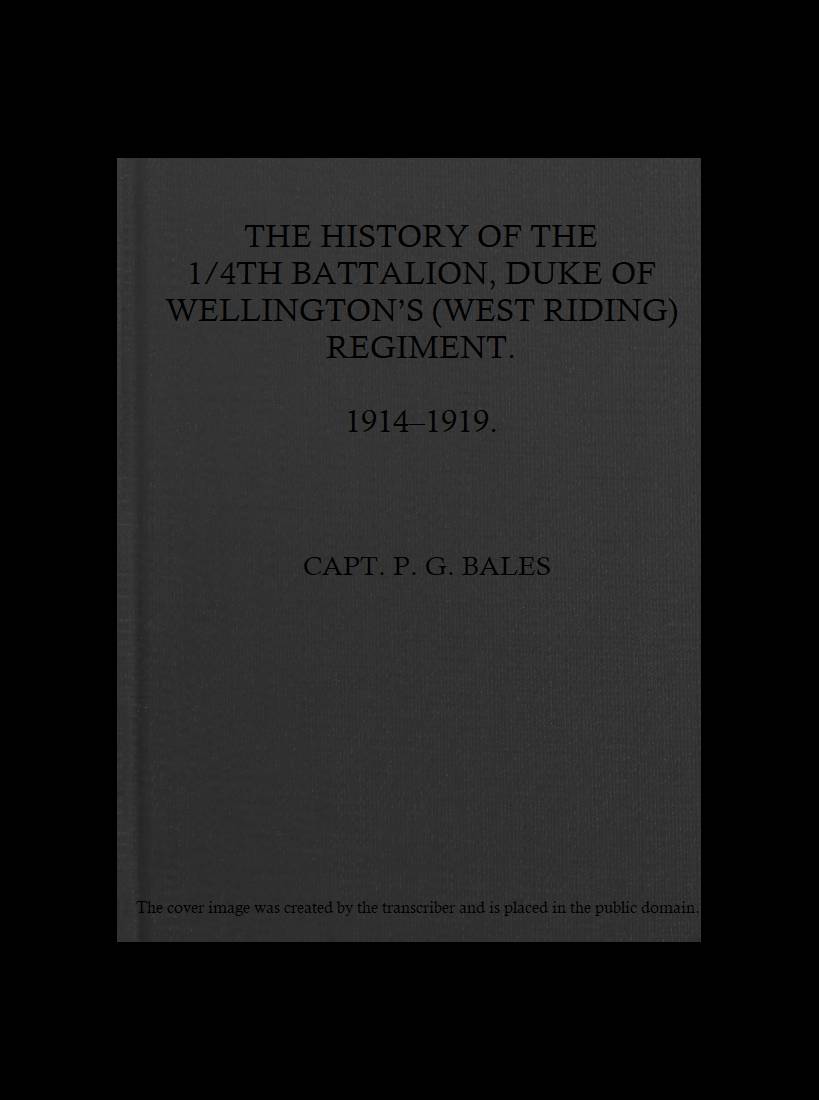 THE HISTORY OF THE
1/4TH BATTALION, DUKE OF
WELLINGTON’S (WEST RIDING)
REGIMENT.
1914–1919.
CAPT. P. G. BALES
The cover image was created by the transcriber and is placed in the public domain.